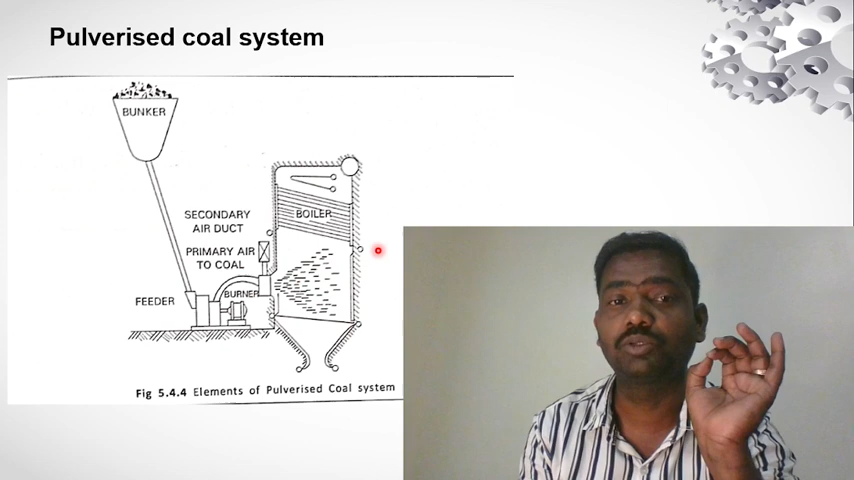 Pulverised coal system
BUNKER
SECONDARY
AIR DUCT
BOILER
PRIMARY AIR
TO COAL
FEEDER
BURNER
Fig 5.4.4 Elements of Pulverised Coal system